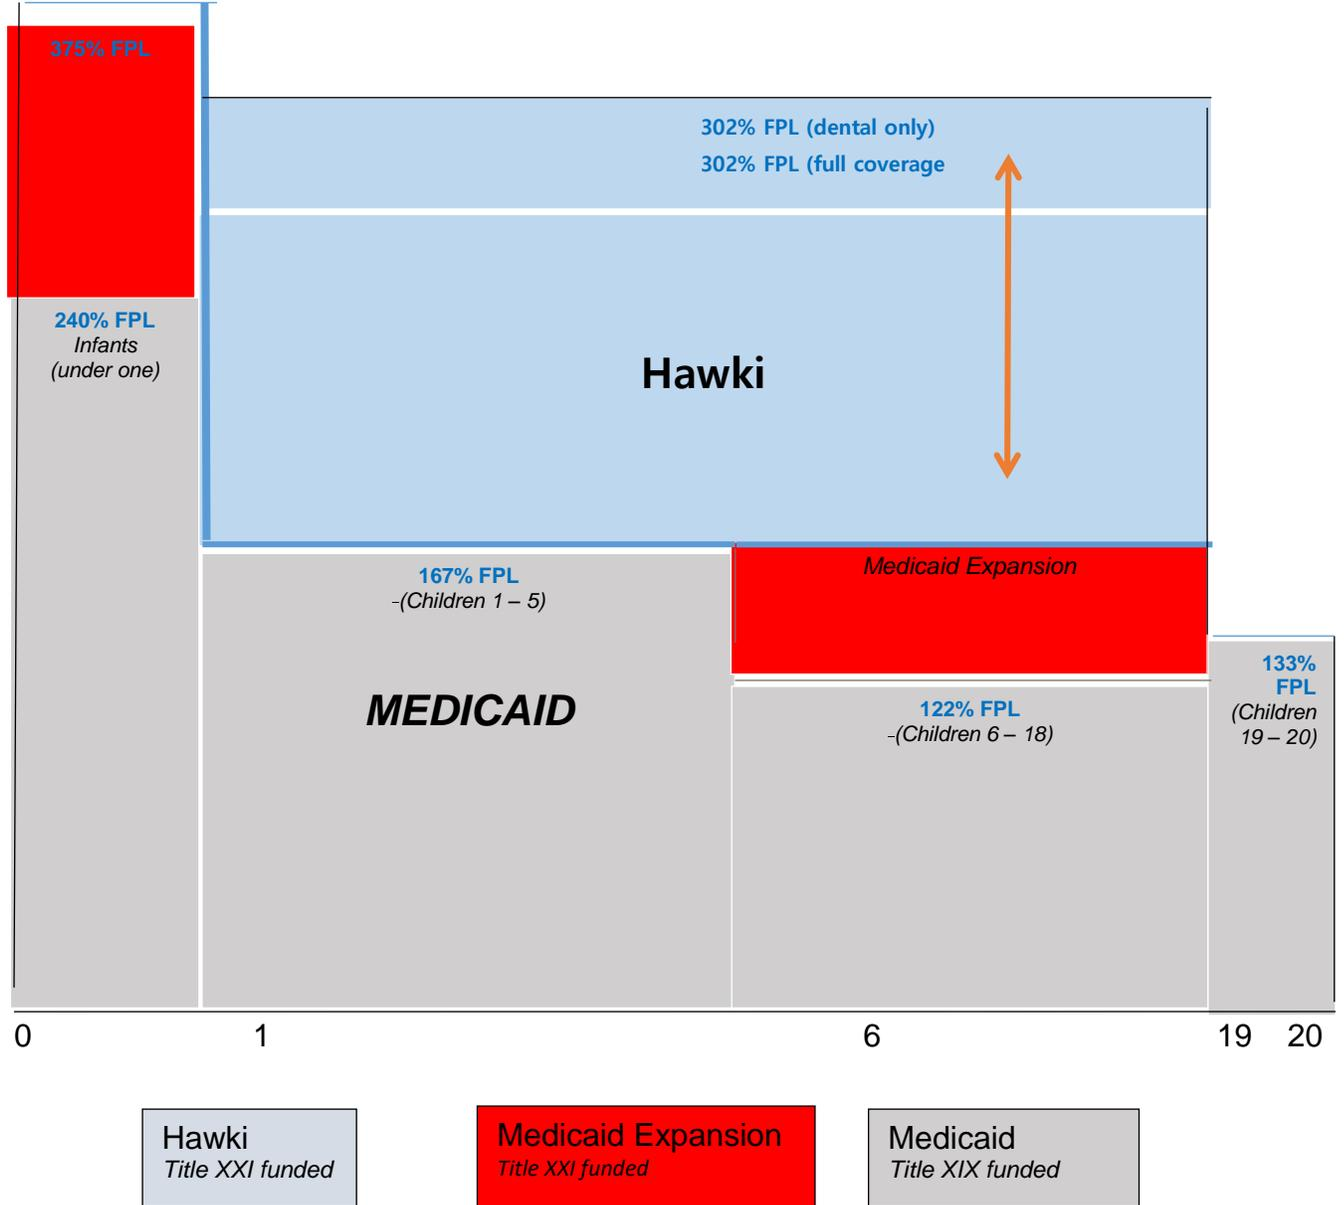 375% FPL
302% FPL (dental only)
302% FPL (full coverage
240% FPL
Infants
(under one)
Hawki
167% FPL
-(Children 1 – 5)
MEDICAID
Medicaid Expansion
122% FPL
-(Children 6 – 18)
133%
FPL
(Children
19 – 20)
0 1 6 19 20
Hawki
Title XXI funded
Medicaid Expansion
Title XXI funded
Medicaid
Title XIX funded